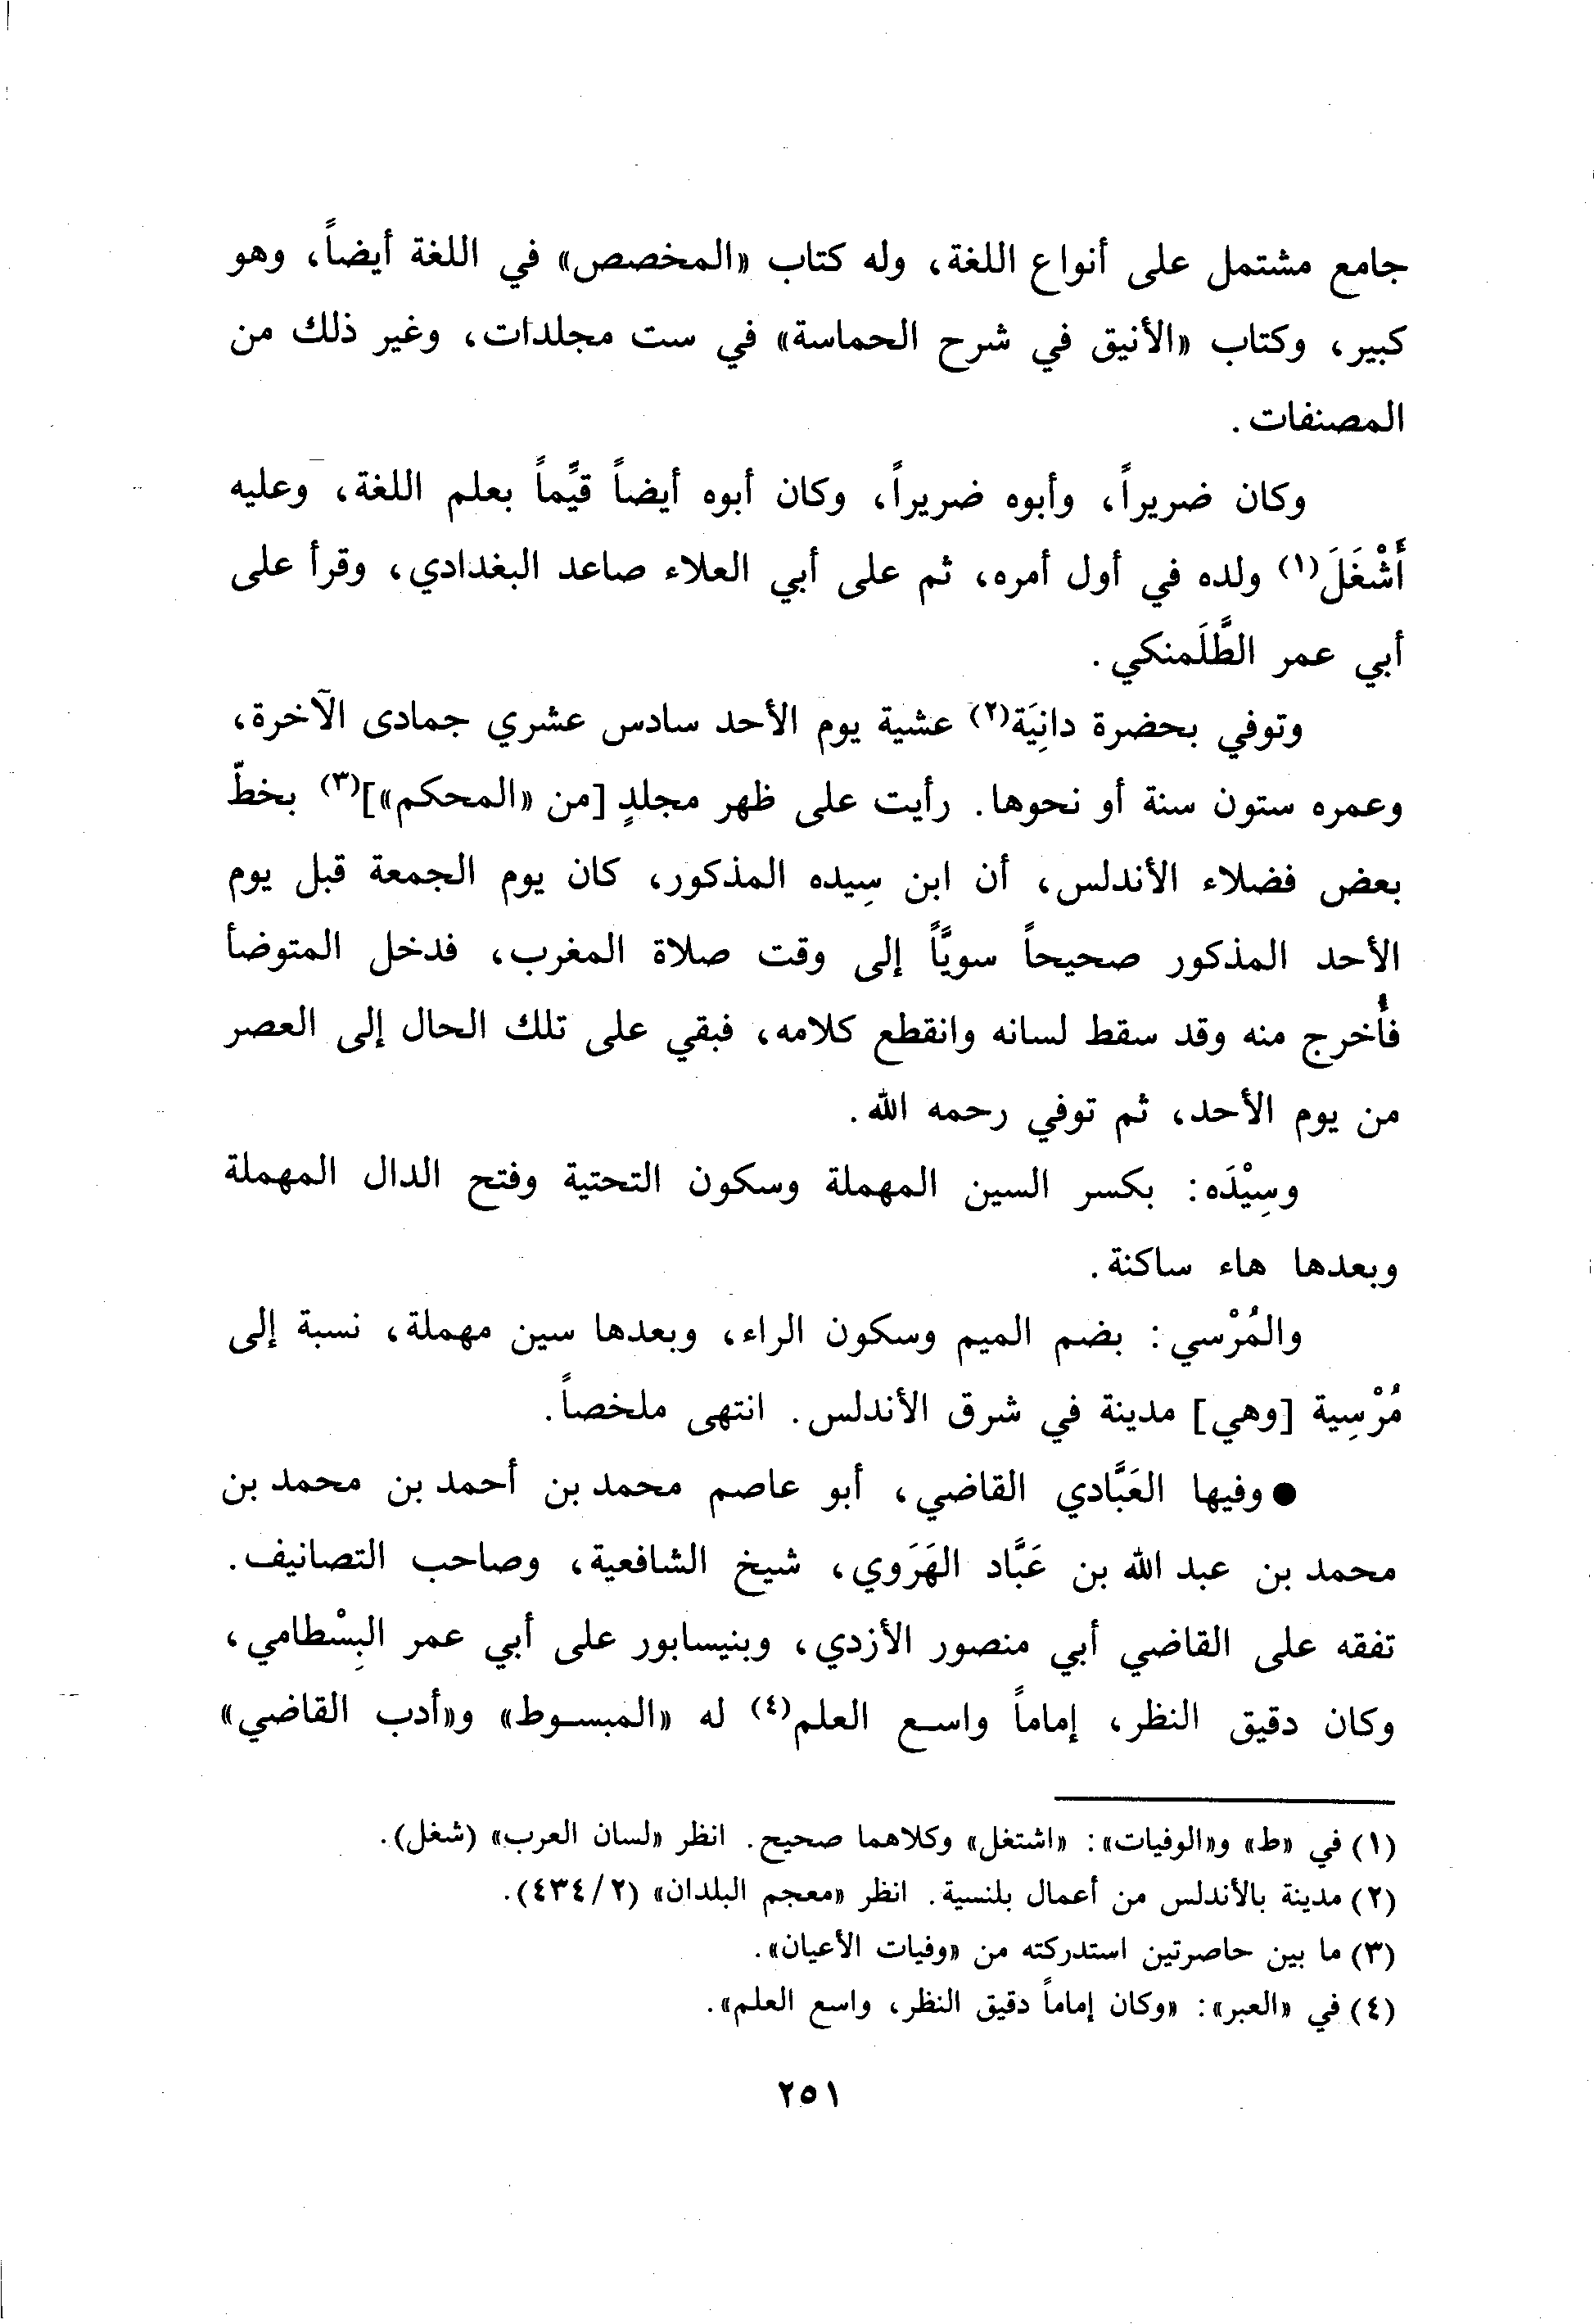 جامع مشتمل على أنواع اللغة، وله كتاب «المخصص» في اللغة أيضاً، وهو
كبير، وكتاب «الأنيق في شرح الحماسة» في ست مجلدات، وغير ذلك من
المصنفات.
وكان ضريراً، وأبوه ضريراً، وكان أبوه أيضاً قيِّماً بعلم اللغة، وعليه
أَشْغَلَ(١) ولده في أول أمره، ثم على أبي العلاء صاعد البغدادي، وقرأ على
أبي عمر الطَّلَمنكي.
وتوفي بحضرة دانِيَة(٢) عشية يوم الأحد سادس عشري جمادى الآخرة،
وعمره ستون سنة أو نحوها. رأيت على ظهر مجلدٍ [من «المحكم»](٣) بخطّ
بعض فضلاء الأندلس، أن ابن سِيده المذكور، كان يوم الجمعة قبل يوم
الأحد المذكور صحيحاً سويَّاً إلى وقت صلاة المغرب، فدخل المتوضأ
فأُخرج منه وقد سقط لسانه وانقطع كلامه، فبقي على تلك الحال إلى العصر
من يوم الأحد، ثم توفي رحمه الله.
وسِيْدَه: بكسر السين المهملة وسكون التحتية وفتح الدال المهملة
وبعدها هاء ساكنة.
والمُرْسي: بضم الميم وسكون الراء، وبعدها سين مهملة، نسبة إلى
مُرْسِية [وهي] مدينة في شرق الأندلس. انتهى ملخصاً.
● وفيها العَبَّادي القاضي، أبو عاصم محمد بن أحمد بن محمد بن
محمد بن عبد الله بن عَبَّاد الهَرَوي، شيخ الشافعية، وصاحب التصانيف.
تفقه على القاضي أبي منصور الأزدي، وبنيسابور على أبي عمر البِسْطامي،
وكان دقيق النظر، إماماً واسع العلم(٤) له «المبسوط» و«أدب القاضي»
(١) في «ط» و«الوفيات»: «اشتغل» وكلاهما صحيح. انظر «لسان العرب» (شغل).
(٢) مدينة بالأندلس من أعمال بلنسية. انظر «معجم البلدان» (٢/ ٤٣٤).
(٣) ما بين حاصرتين استدركته من «وفيات الأعيان».
(٤) في «العبر»: «وكان إماماً دقيق النظر، واسع العلم».
٢٥١